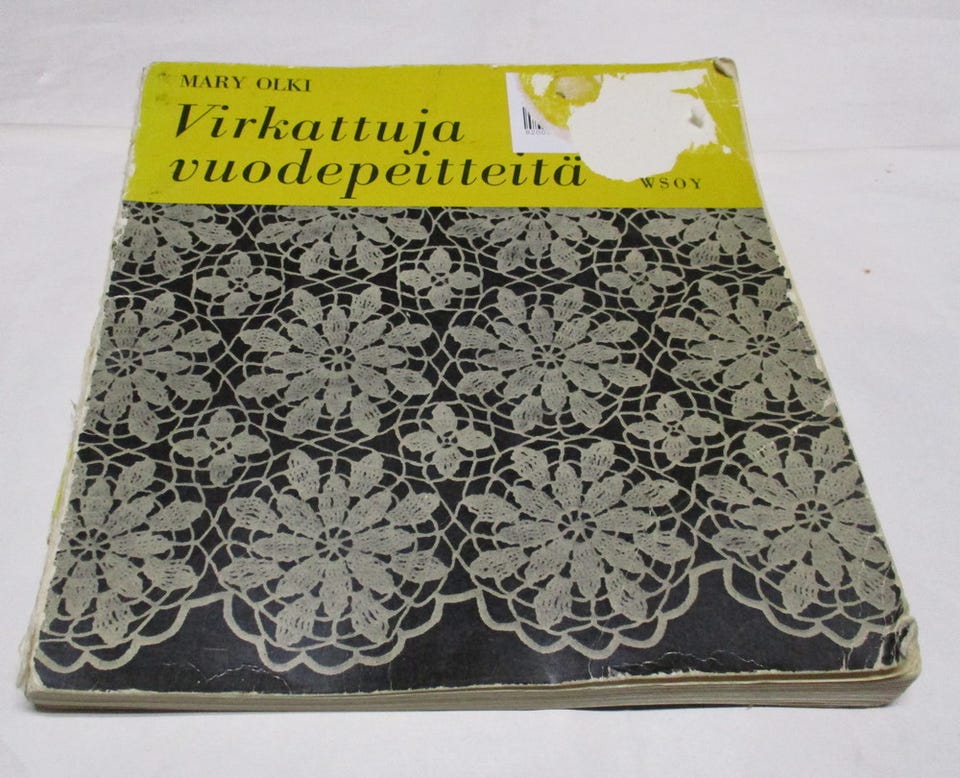 MARY OLKI
Virkattuja
vuodepeitteitä
WSOY